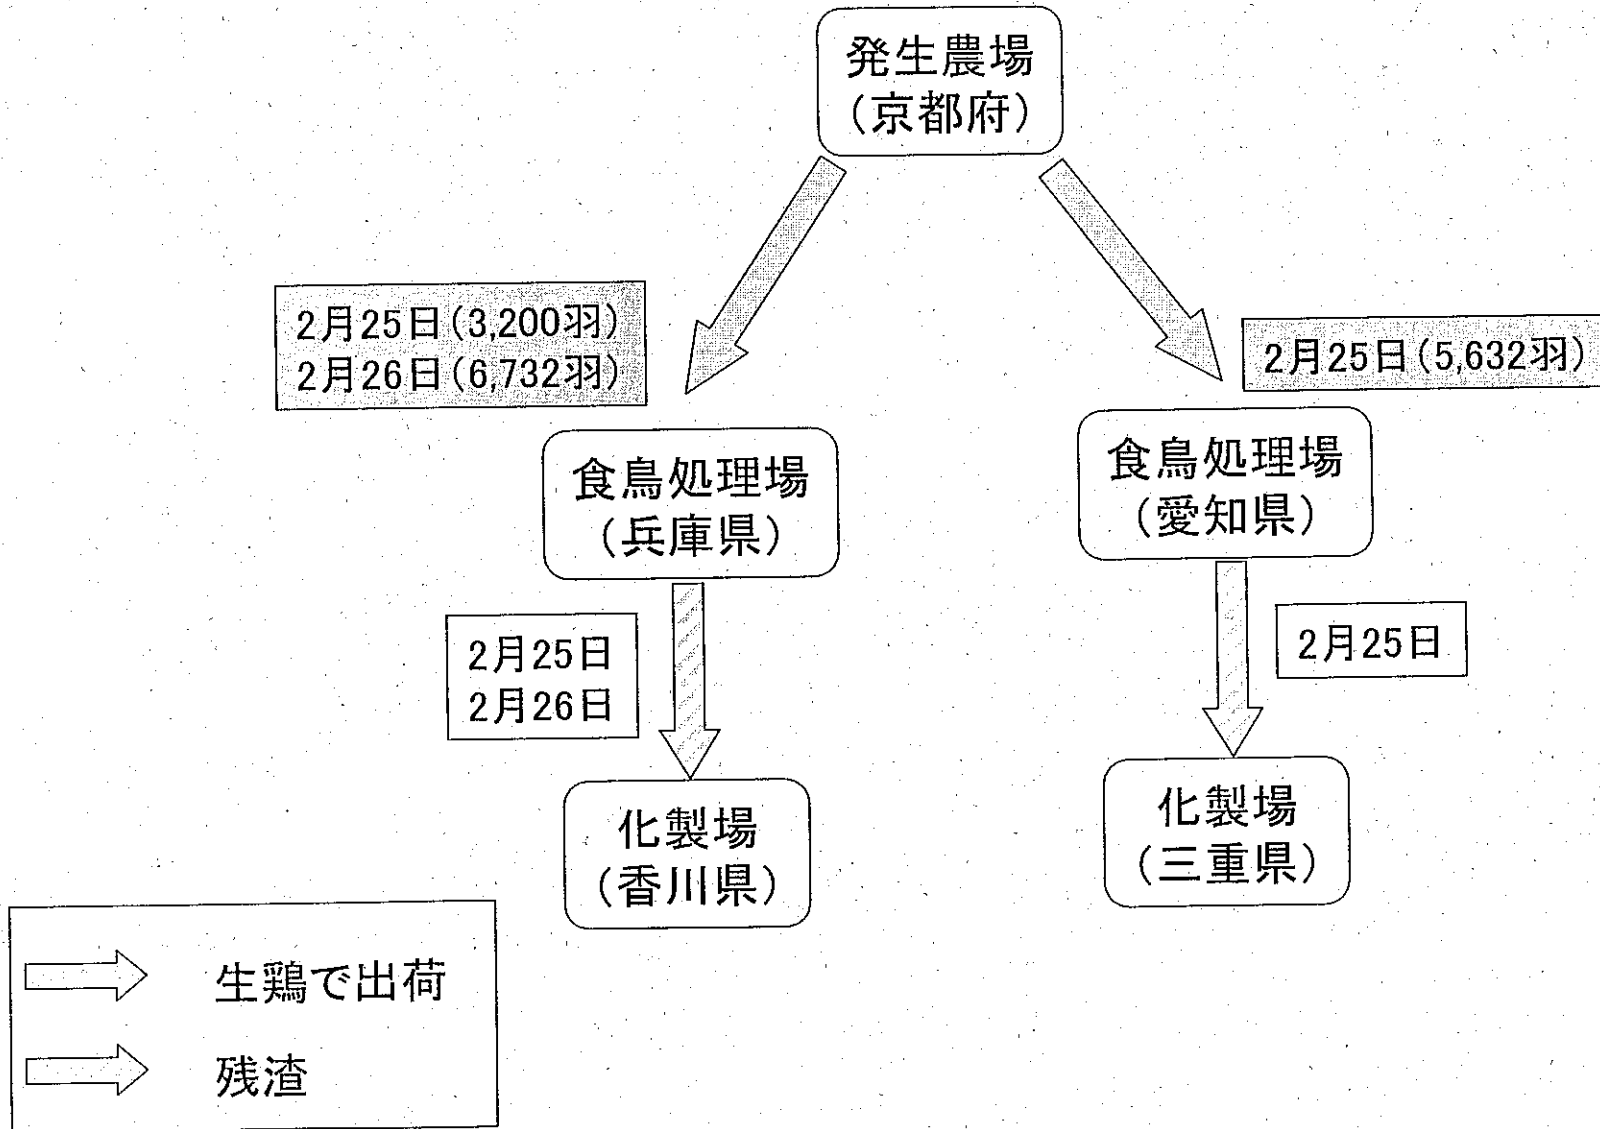 発生農場
（京都府）
2月25日（3,200羽）
2月26日（6,732羽）
2月25日（5,632羽）
食鳥処理場
（兵庫県）
食鳥処理場
（愛知県）
2月25日
2月26日
2月25日
化製場
（香川県）
化製場
（三重県）
生鶏で出荷
残渣